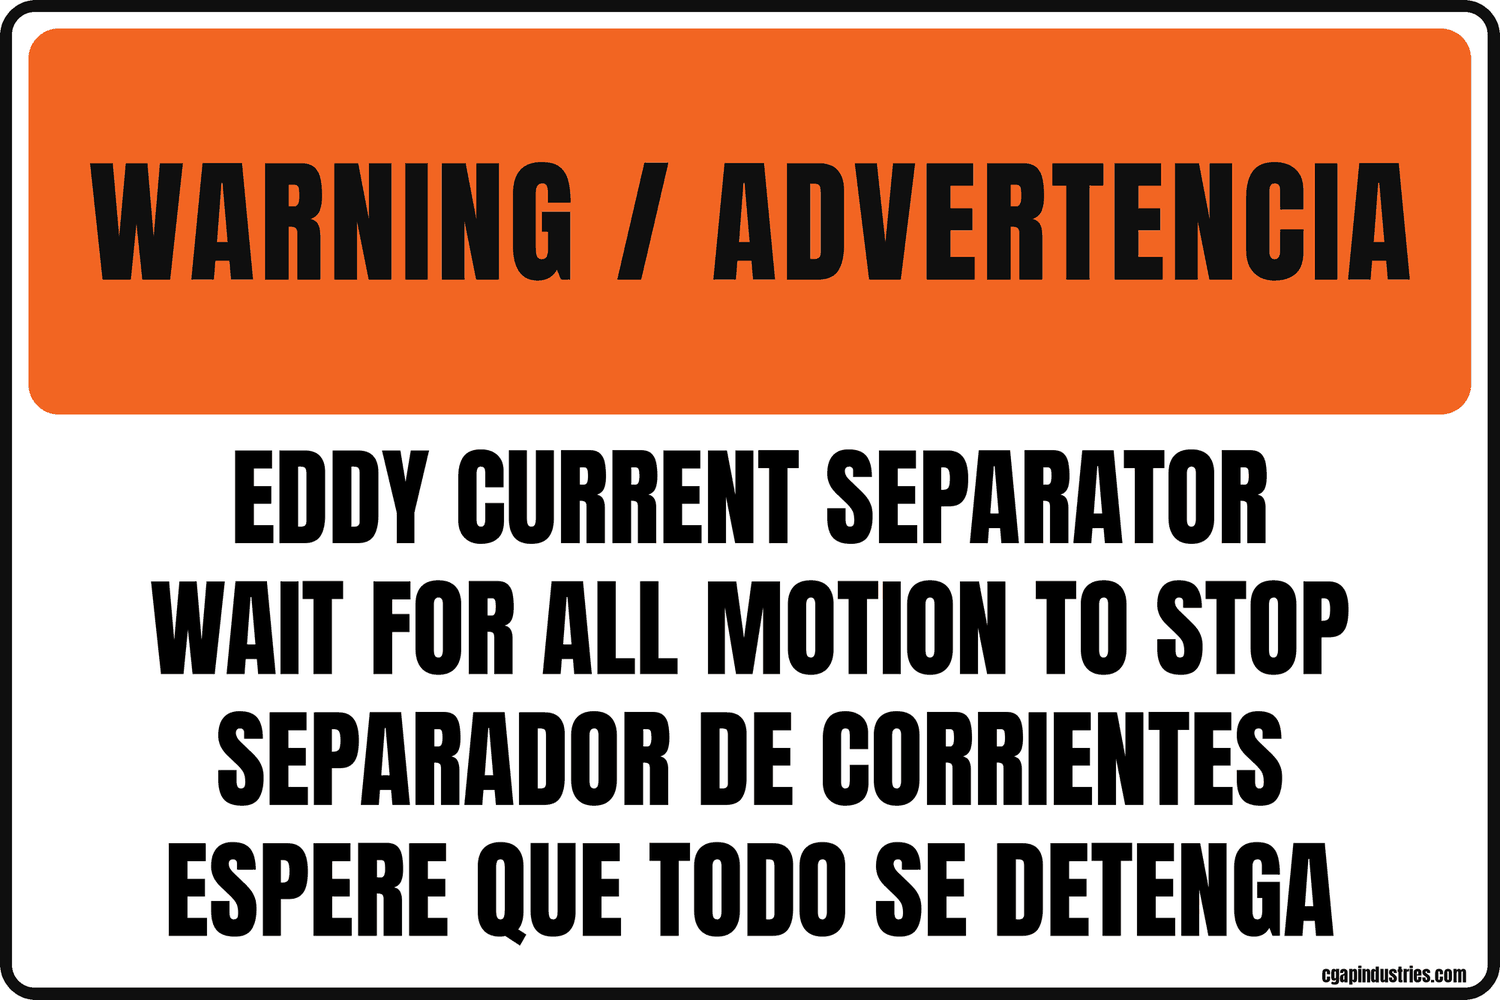 WARNING / ADVERTENCIA
EDDY CURRENT SEPARATOR
WAIT FOR ALL MOTION TO STOP
SEPARADOR DE CORRIENTES
ESPERE QUE TODO SE DETENGA
cgapindustries.com